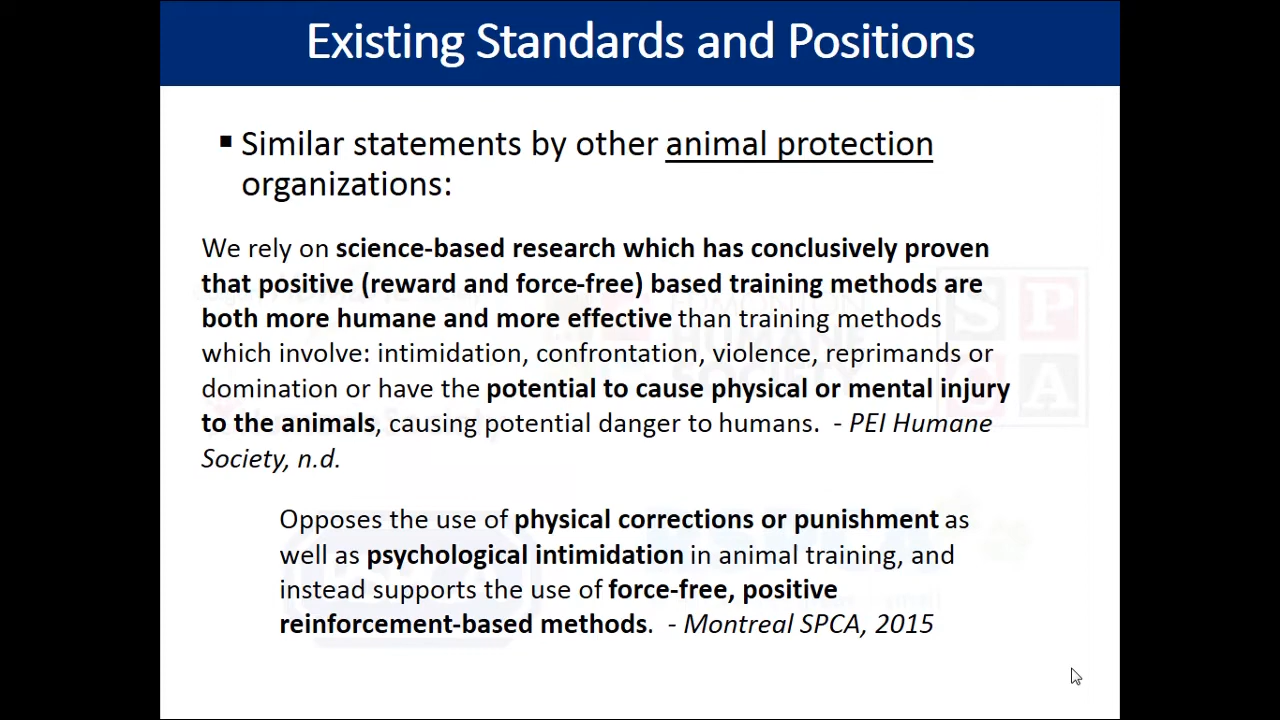 Existing Standards and Positions
▪ Similar statements by other animal protection
organizations:
We rely on science-based research which has conclusively proven
that positive (reward and force-free) based training methods are
both more humane and more effective than training methods
which involve: intimidation, confrontation, violence, reprimands or
domination or have the potential to cause physical or mental injury
to the animals, causing potential danger to humans. - PEI Humane
Society, n.d.
Opposes the use of physical corrections or punishment as
well as psychological intimidation in animal training, and
instead supports the use of force-free, positive
reinforcement-based methods. - Montreal SPCA, 2015
EDMONTON
HUMANE
SOCIETY
S P
C A